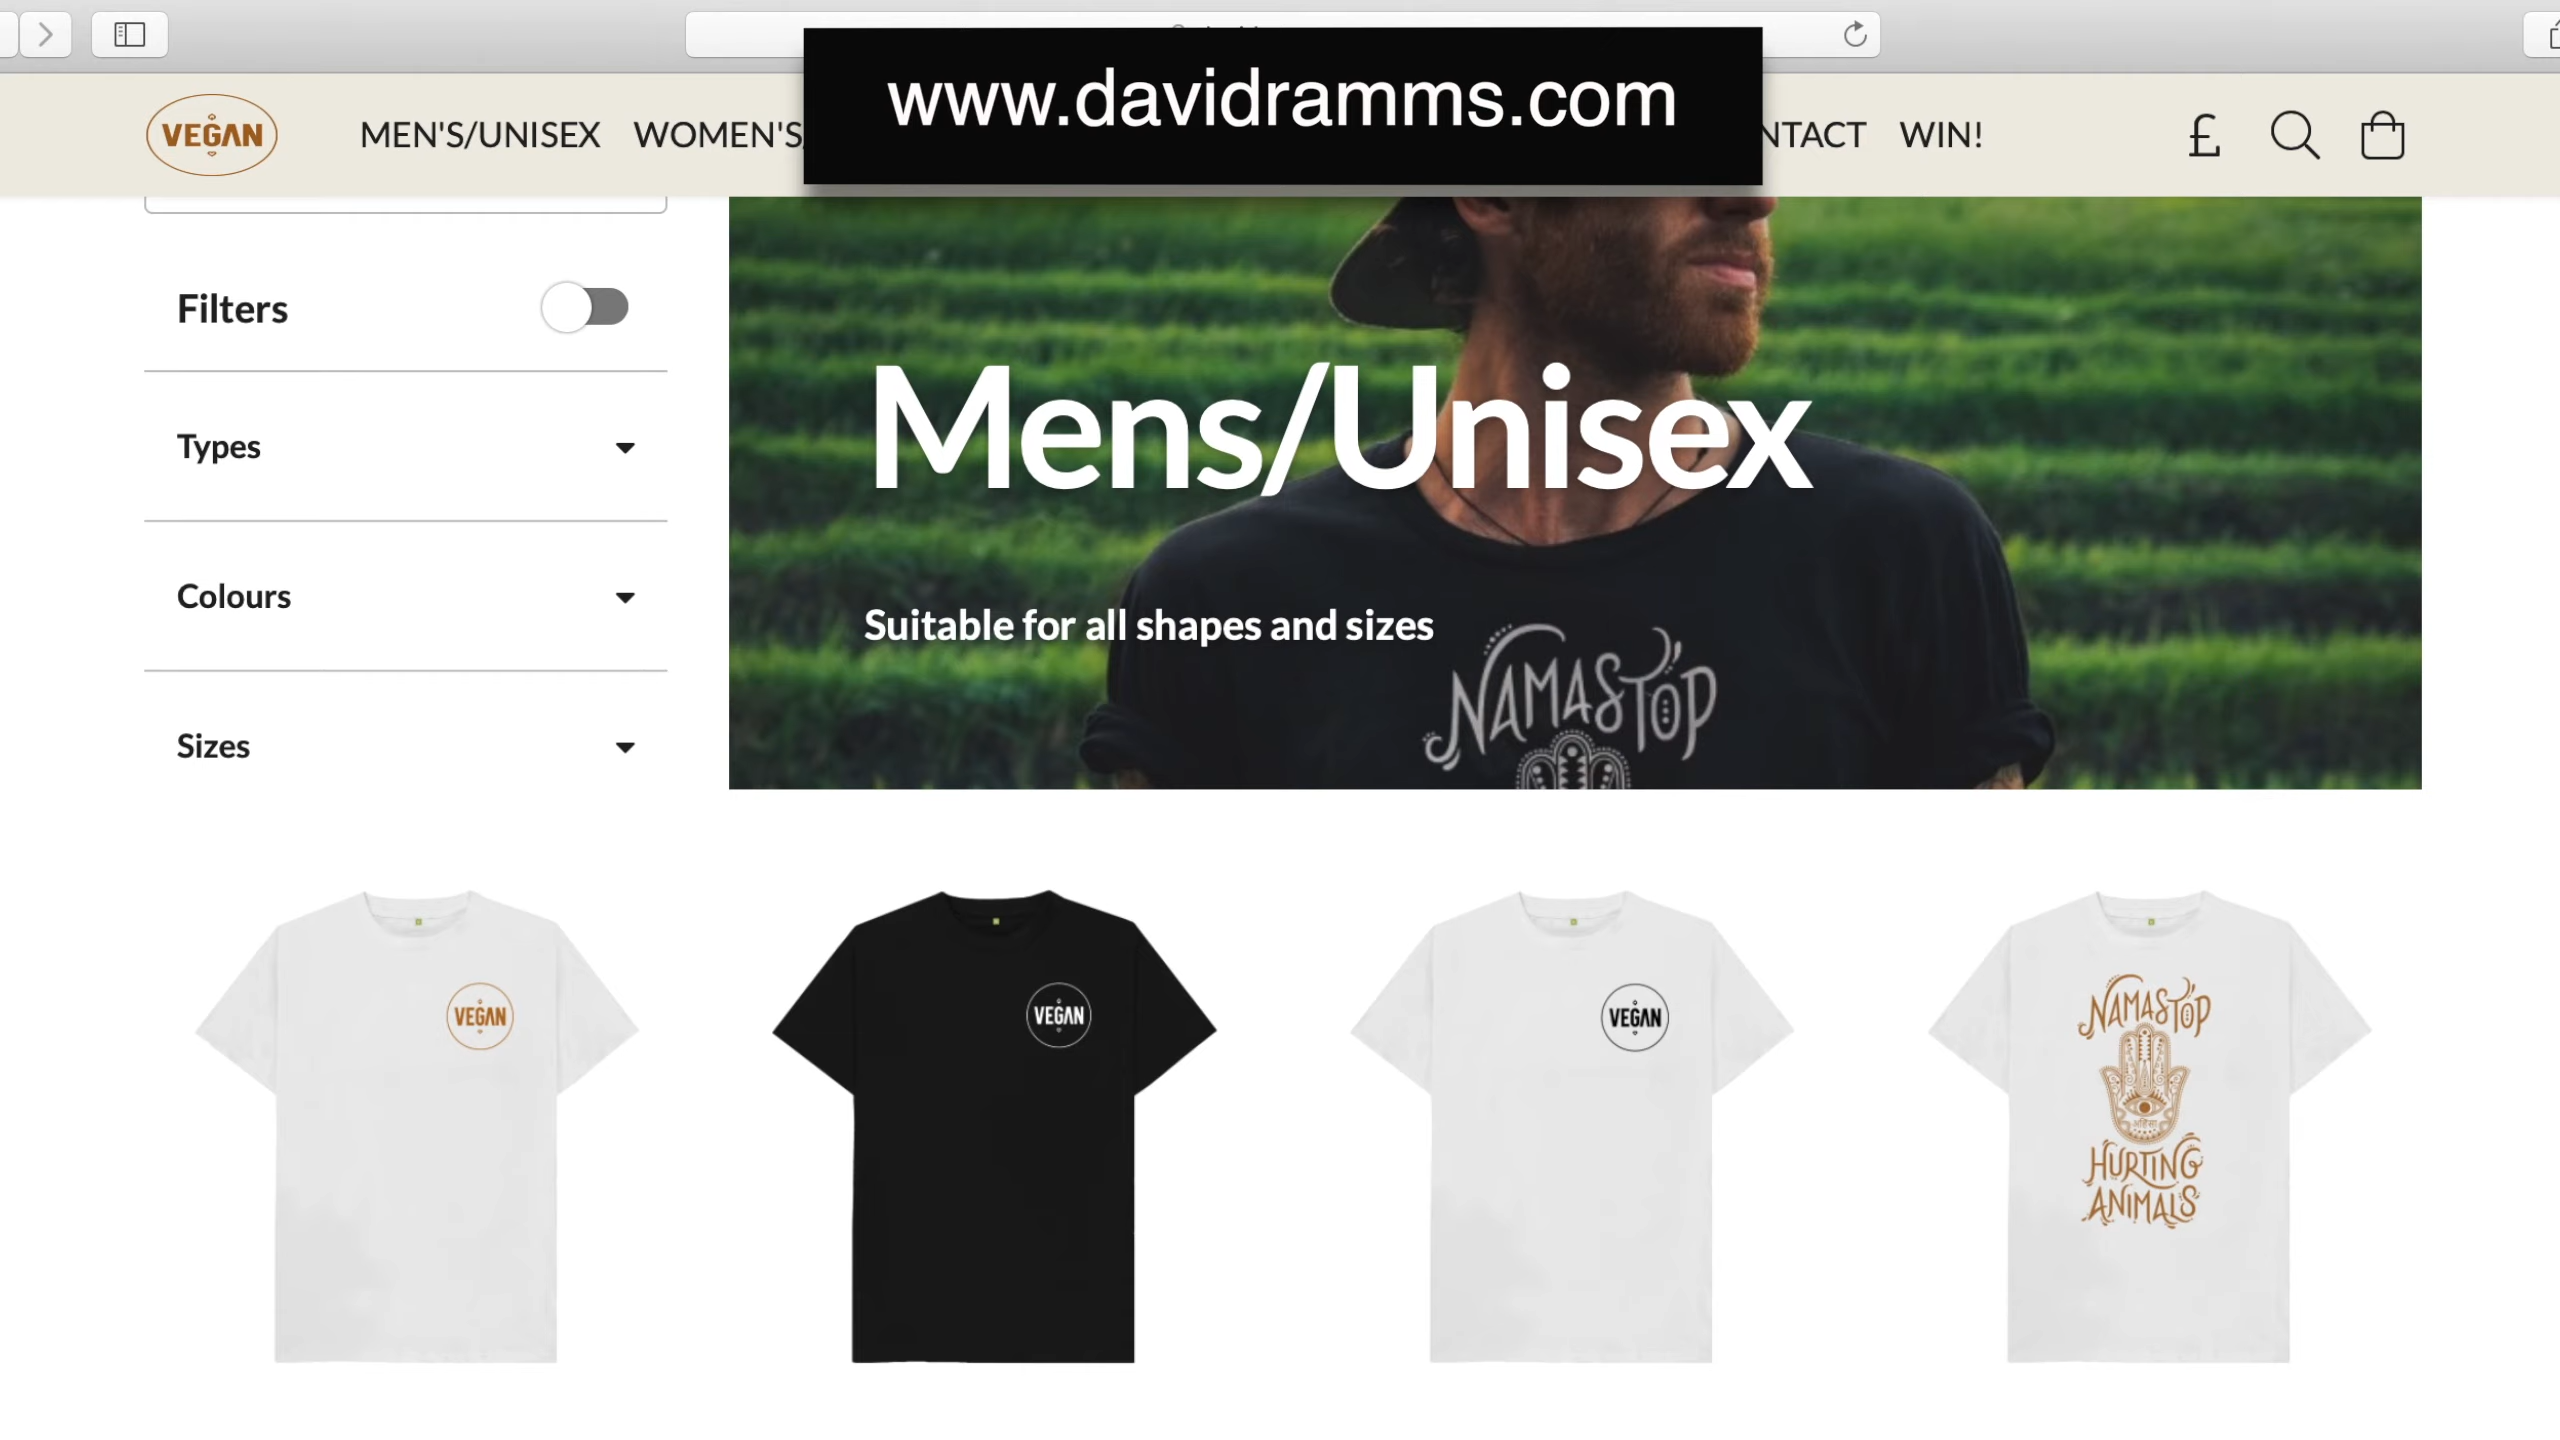 www.davidramms.com
VEGAN
MEN'S/UNISEX WOMEN'S/
NTACT WIN!
£
Filters
Types
Colours
Sizes
Mens/Unisex
Suitable for all shapes and sizes
NAMASTOP
VEGAN
VEGAN
VEGAN
NAMASTOP
HURTING
ANIMALS